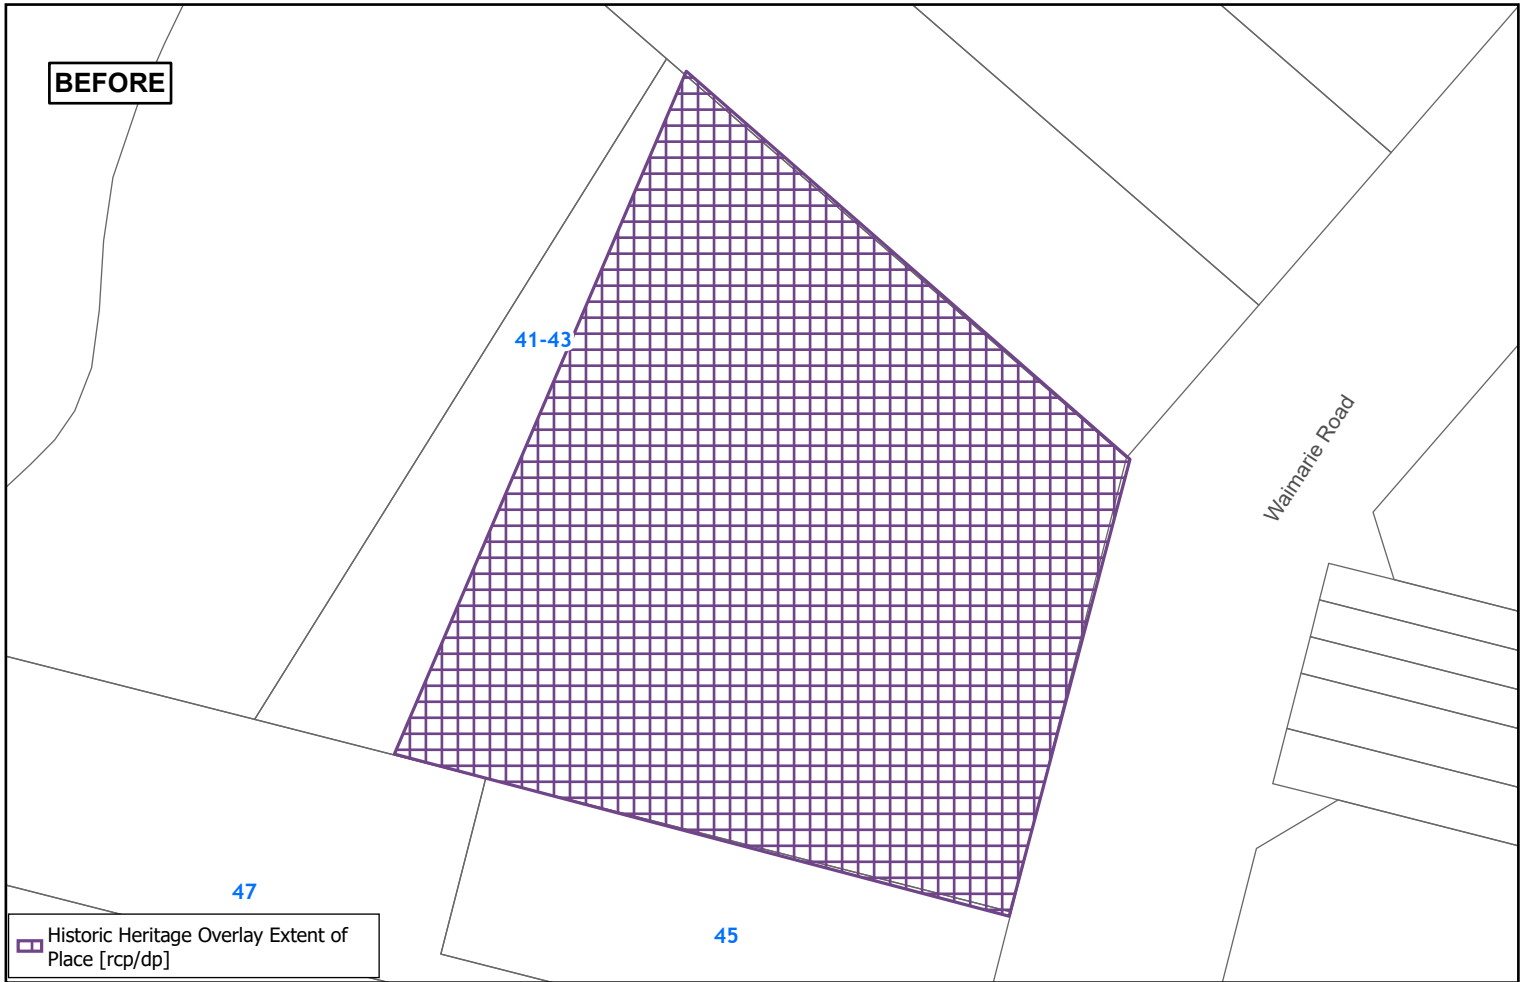 BEFORE
41-43
Waimarie Road
47
45
Historic Heritage Overlay Extent of
Place [rcp/dp]